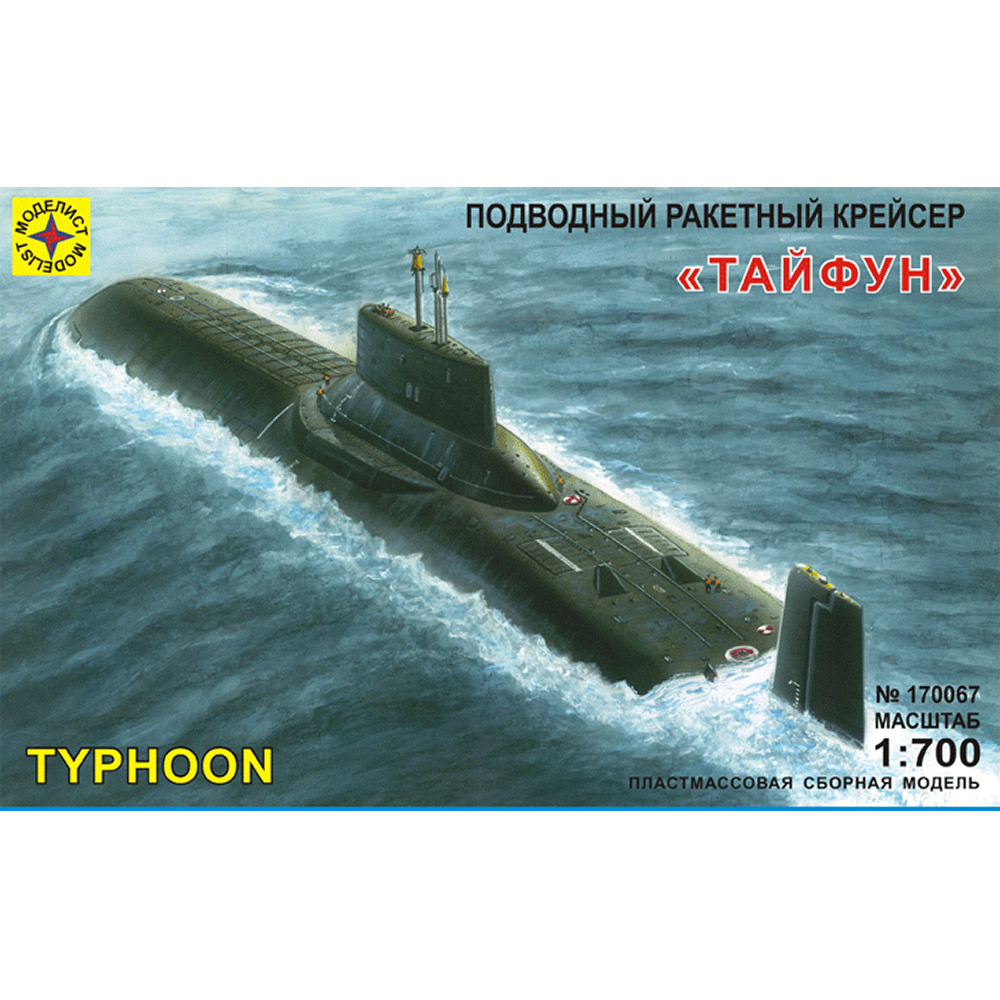 МОДЕЛИСТ
MODELIST
ПОДВОДНЫЙ РАКЕТНЫЙ КРЕЙСЕР
«ТАЙФУН»
TYPHOON
№ 170067
МАСШТАБ
1:700
ПЛАСТМАССОВАЯ СБОРНАЯ МОДЕЛЬ